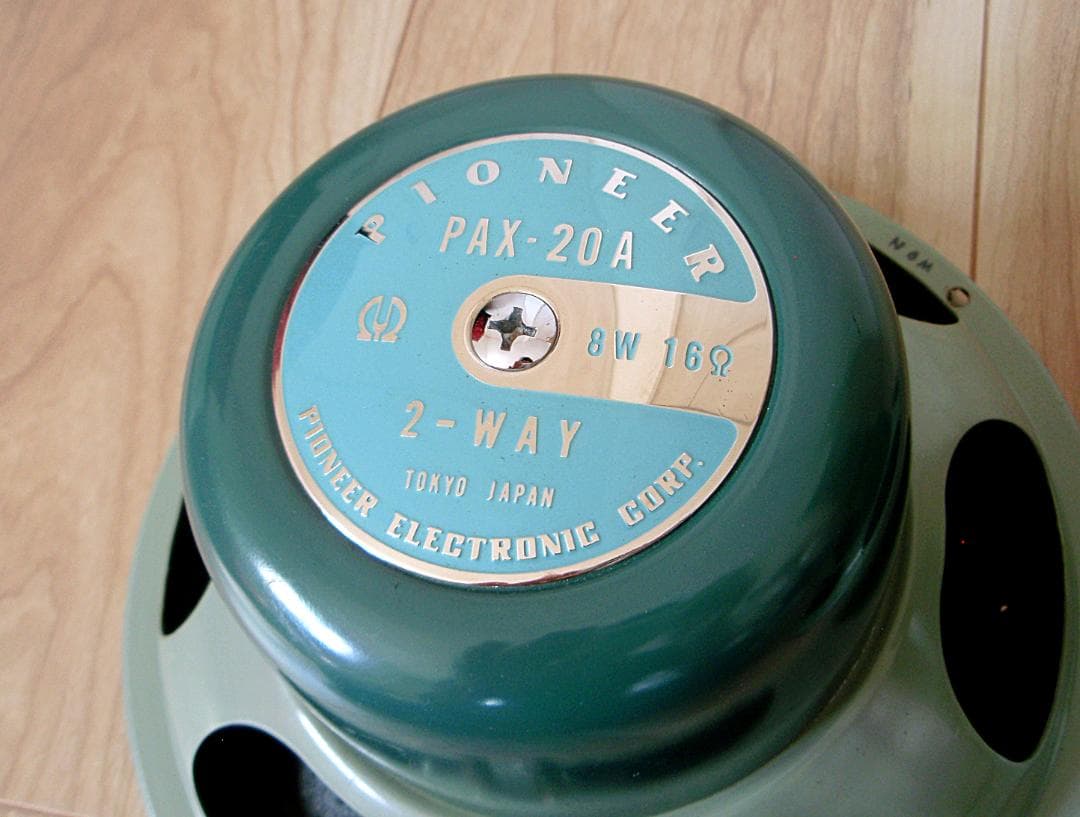 PIONEER
PAX-20A
8W 16Ω
2-WAY
TOKYO JAPAN
PIONEER ELECTRONIC CORP.